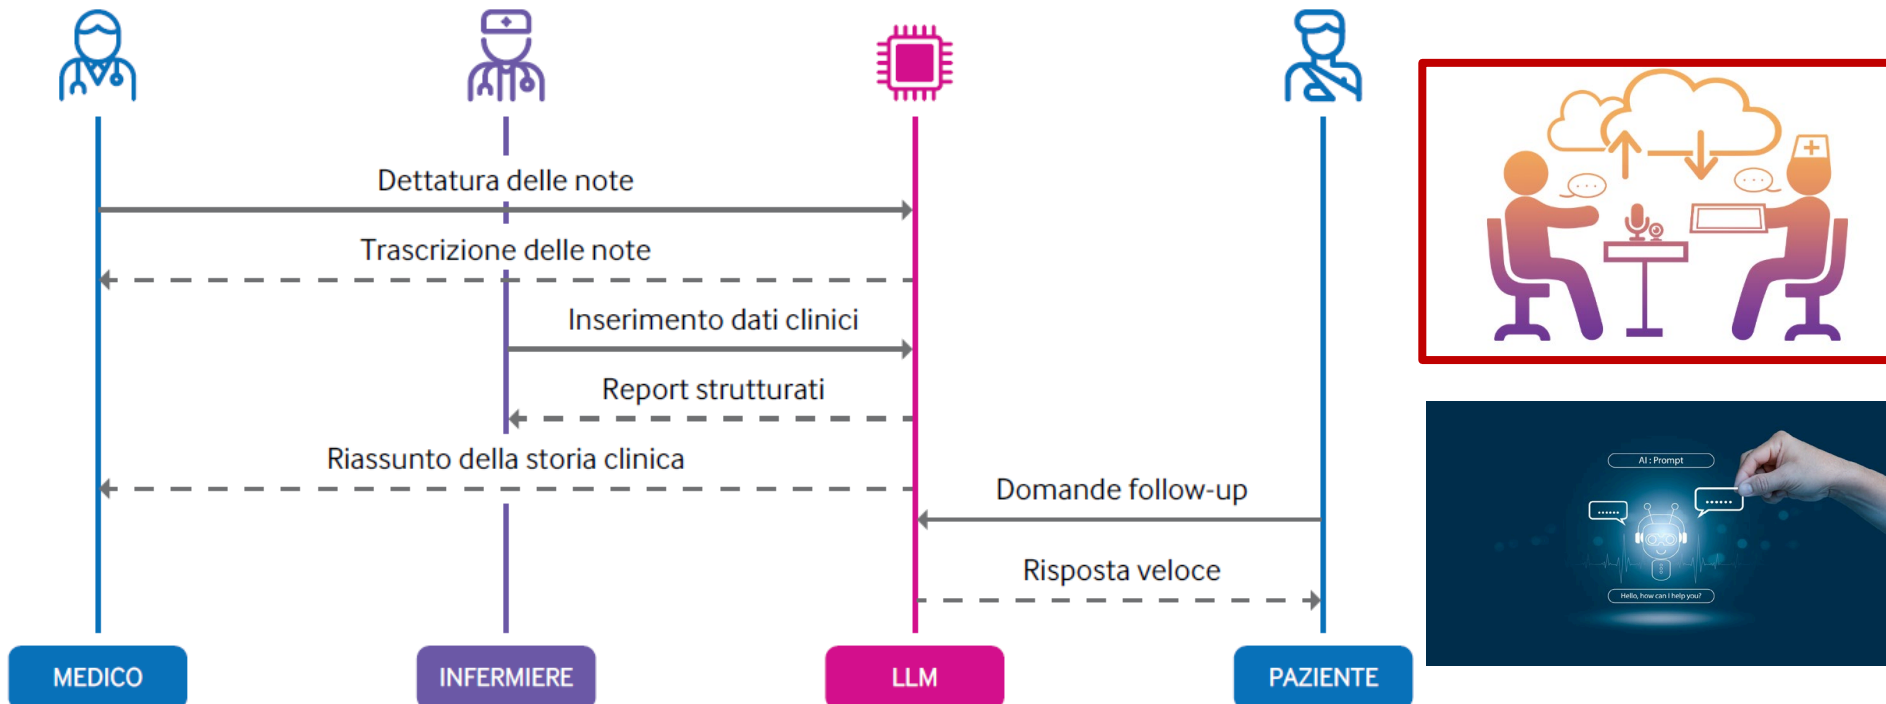 Dettatura delle note
Trascrizione delle note
Inserimento dati clinici
Report strutturati
Riassunto della storia clinica
Domande follow-up
Risposta veloce
MEDICO
INFERMIERE
LLM
PAZIENTE
AI : Prompt
Hello, how can I help you?